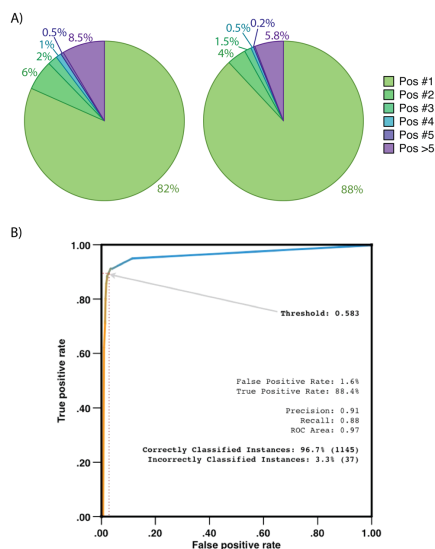 A)
0.5%
8.5%
1%
2%
6%
82%
0.2%
0.5%
5.8%
1.5%
4%
88%
Pos #1
Pos #2
Pos #3
Pos #4
Pos #5
Pos >5
B)
1.00
.80
.60
.40
.20
.00
True positive rate
Threshold: 0.583
False Positive Rate: 1.6%
True Positive Rate: 88.4%
Precision: 0.91
Recall: 0.88
ROC Area: 0.97
Correctly Classified Instances: 96.7% (1145)
Incorrectly Classified Instances: 3.3% (37)
.00
.20
.40
.60
.80
1.00
False positive rate